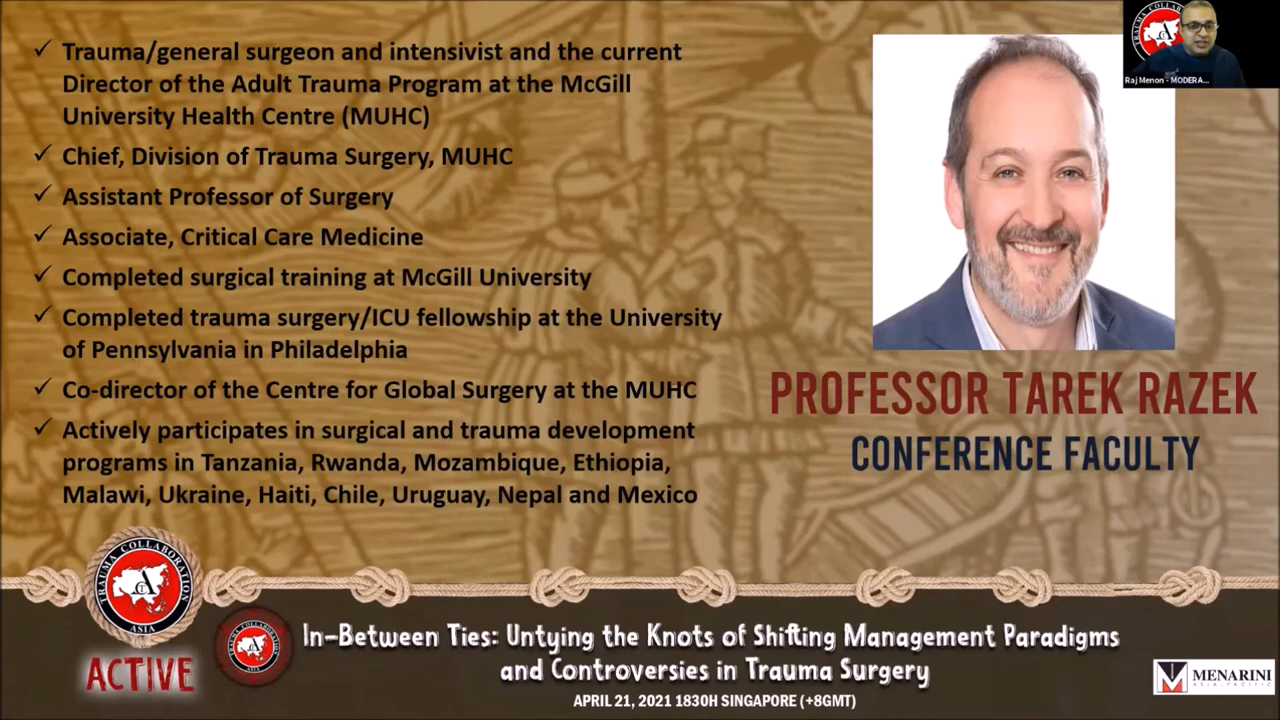 ✓ Trauma/general surgeon and intensivist and the current
Director of the Adult Trauma Program at the McGill
University Health Centre (MUHC)
✓ Chief, Division of Trauma Surgery, MUHC
✓ Assistant Professor of Surgery
✓ Associate, Critical Care Medicine
✓ Completed surgical training at McGill University
✓ Completed trauma surgery/ICU fellowship at the University
of Pennsylvania in Philadelphia
✓ Co-director of the Centre for Global Surgery at the MUHC
✓ Actively participates in surgical and trauma development
programs in Tanzania, Rwanda, Mozambique, Ethiopia,
Malawi, Ukraine, Haiti, Chile, Uruguay, Nepal and Mexico
Raj Menon - MODERA...
PROFESSOR TAREK RAZEK
CONFERENCE FACULTY
TRAUMA COLLABORATION
ASIA
ACTIVE
In-Between Ties: Untying the Knots of Shifting Management Paradigms
and Controversies in Trauma Surgery
APRIL 21, 2021 1830H SINGAPORE (+8GMT)
MENARINI
ASIA-PACIFIC